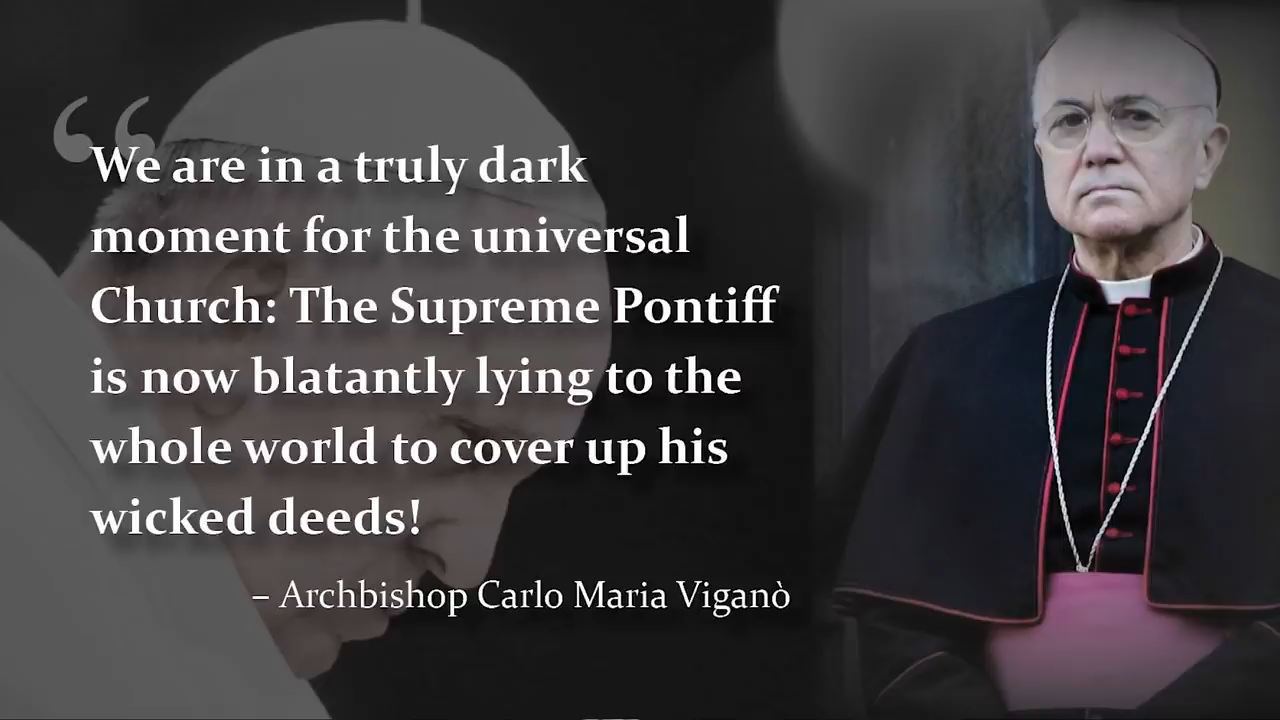 “We are in a truly dark
moment for the universal
Church: The Supreme Pontiff
is now blatantly lying to the
whole world to cover up his
wicked deeds!
– Archbishop Carlo Maria Viganò